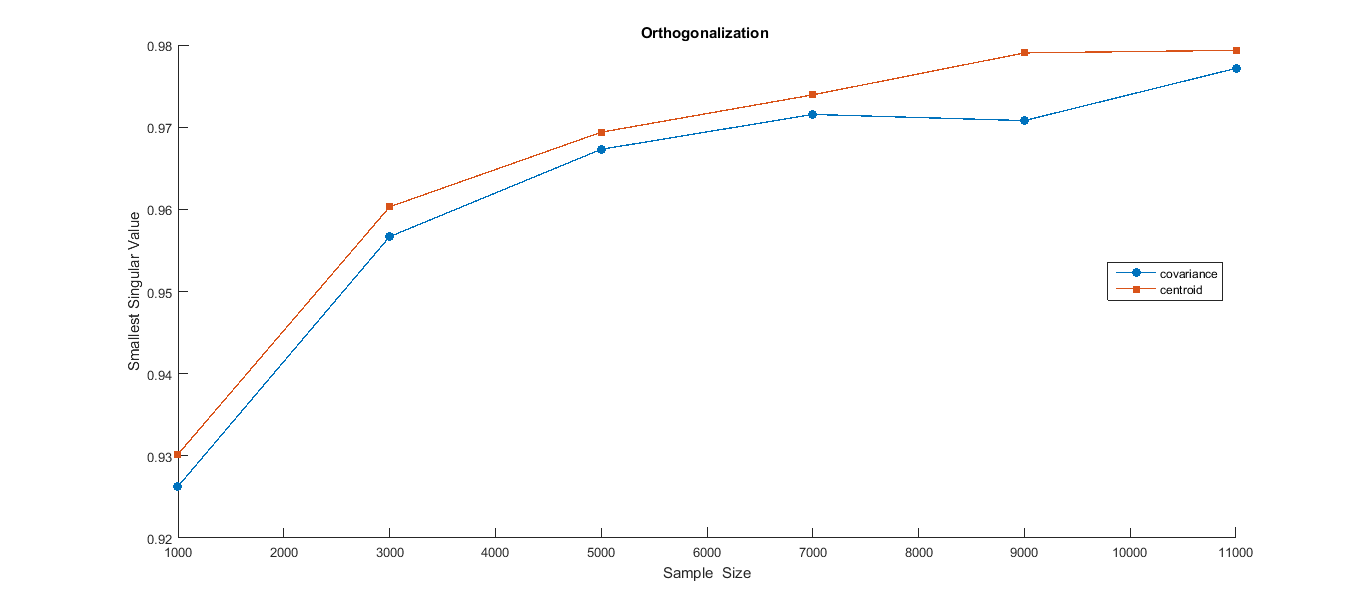 Orthogonalization
0.98
0.97
0.96
0.95
0.94
0.93
0.92
Smallest Singular Value
covariance
centroid
1000 2000 3000 4000 5000 6000 7000 8000 9000 10000 11000
Sample Size